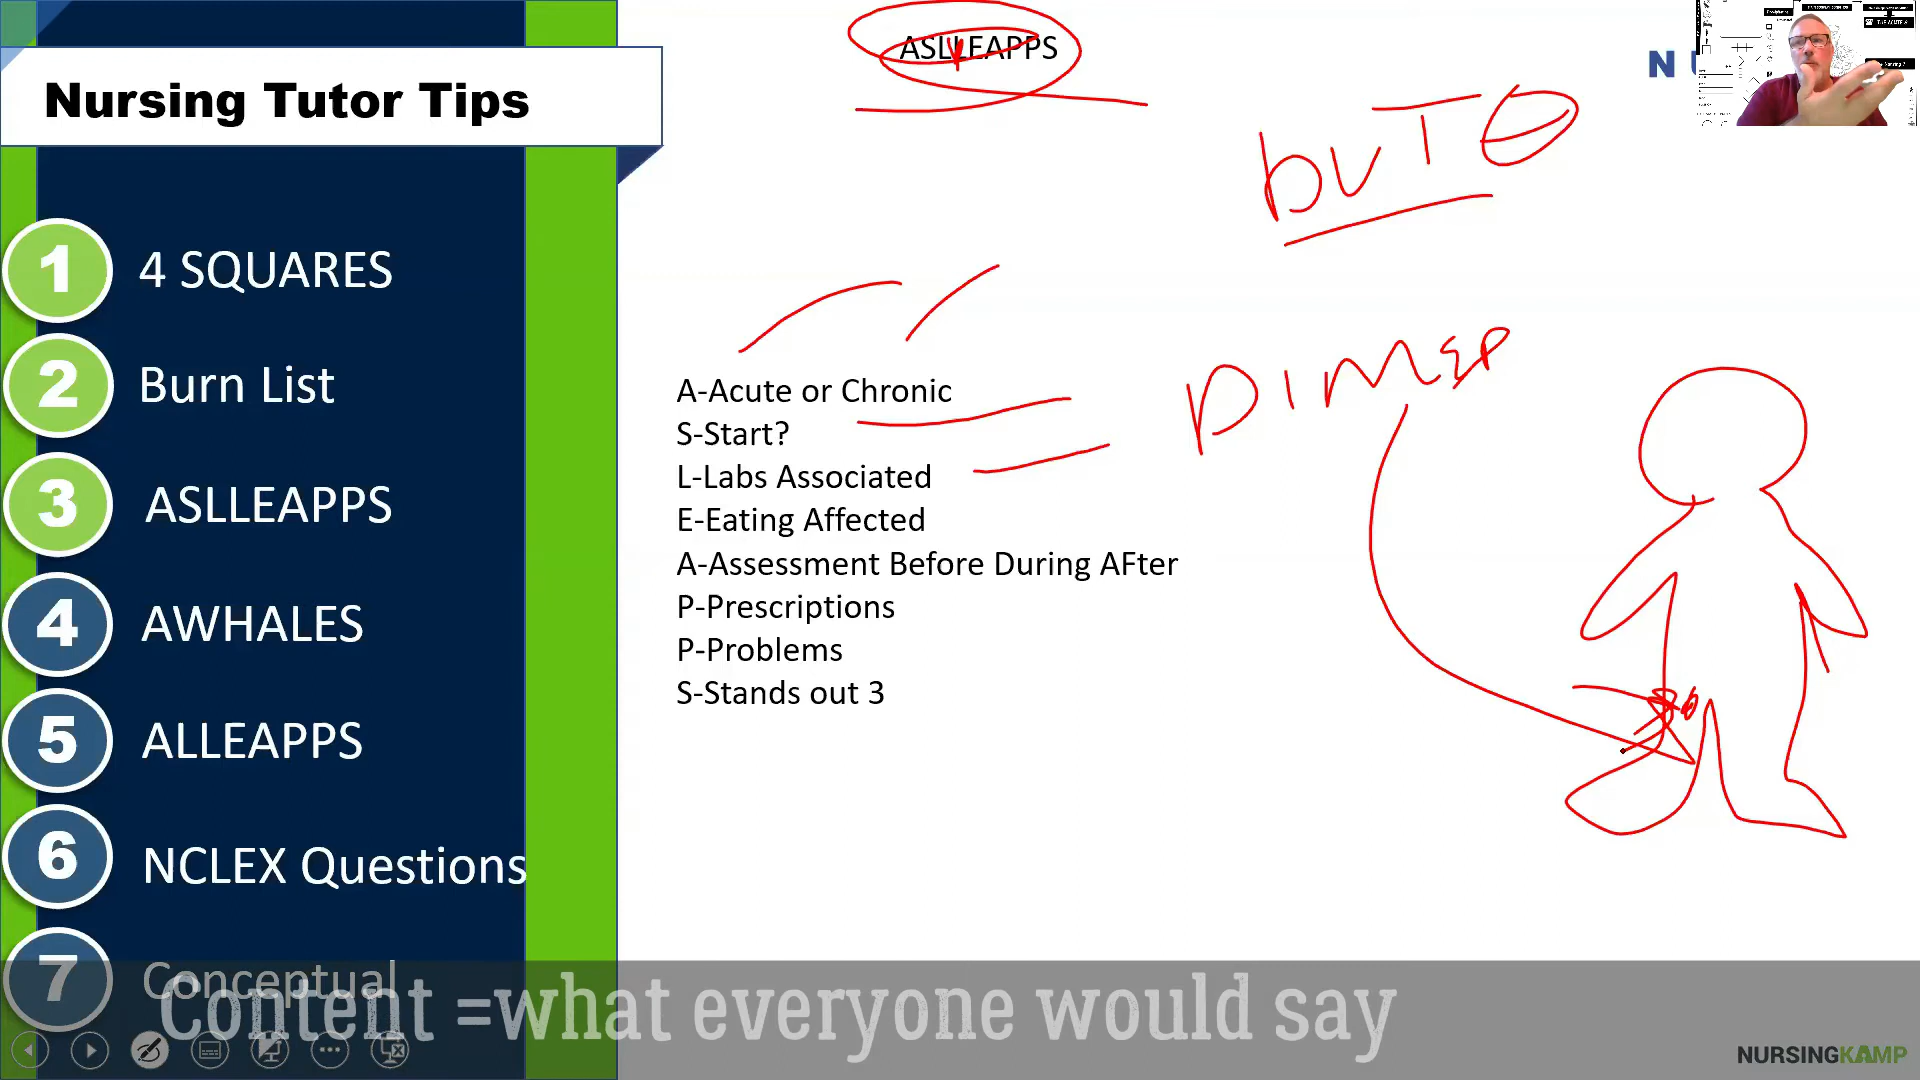 ASLLEAPPS
Nursing Tutor Tips
1 4 SQUARES
2 Burn List
3 ASLLEAPPS
4 AWHALES
5 ALLEAPPS
6 NCLEX Questions
7 Conceptual
A-Acute or Chronic
S-Start?
L-Labs Associated
E-Eating Affected
A-Assessment Before During AFter
P-Prescriptions
P-Problems
S-Stands out 3
Content =what everyone would say
NURSINGKAMP